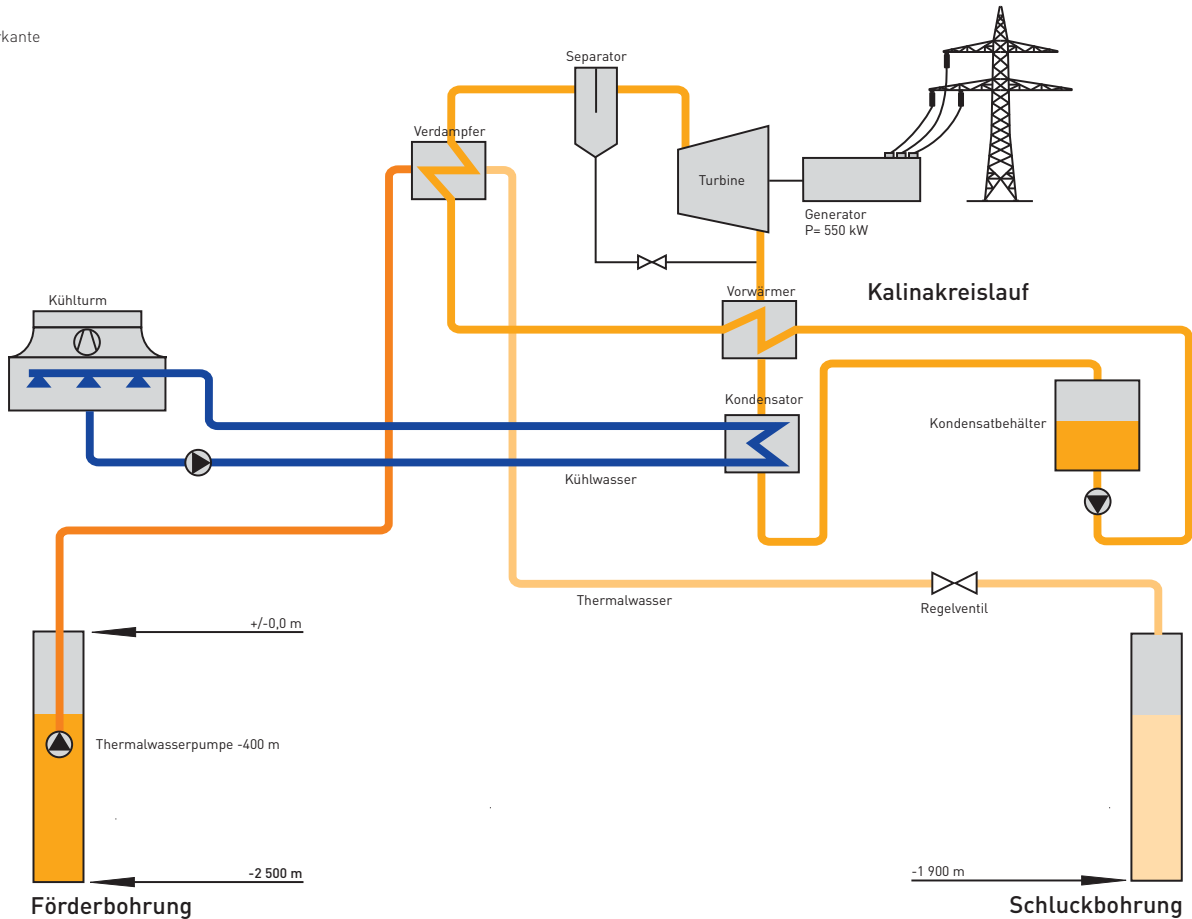 Separator
Verdampfer
Turbine
Generator
P= 550 kW
Vorwärmer
Kalinakreislauf
Kühlturm
Kondensator
Kondensatbehälter
Kühlwasser
Thermalwasser
Regelventil
+/-0,0 m
Thermalwasserpumpe -400 m
-2 500 m
-1 900 m
Förderbohrung
Schluckbohrung